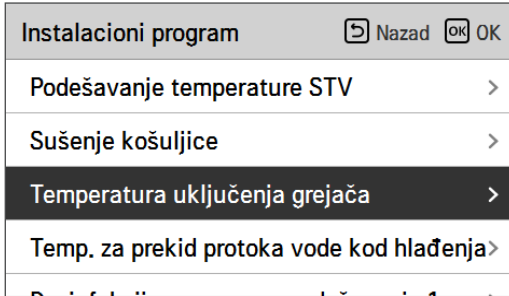 Instalacioni program Nazad OK OK
Podešavanje temperature STV
Sušenje košuljice
Temperatura uključenja grejača
Temp. za prekid protoka vode kod hlađenja